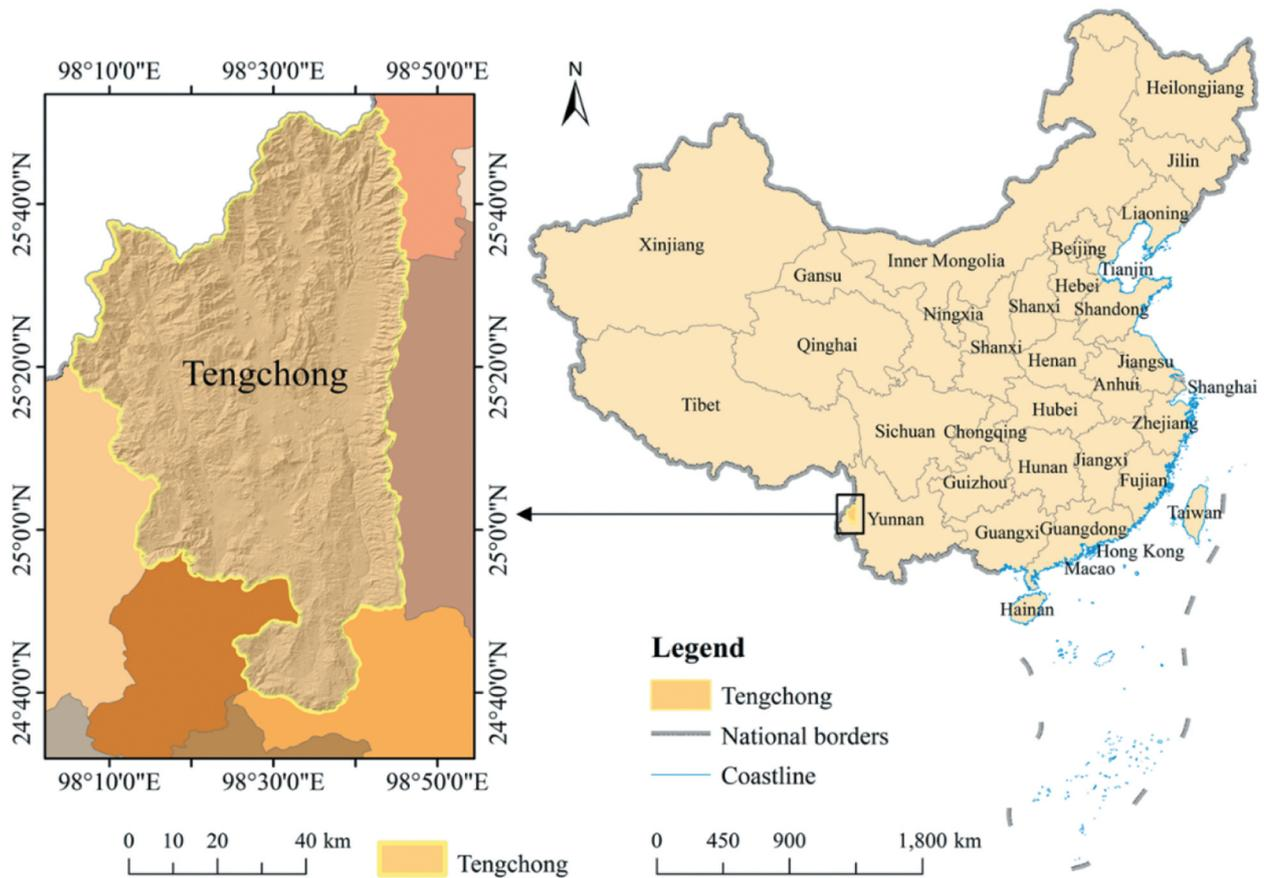 98°10'0"E 98°30'0"E 98°50'0"E
25°40'0"N
25°20'0"N
25°0'0"N
24°40'0"N
Tengchong
25°40'0"N
25°20'0"N
25°0'0"N
24°40'0"N
98°10'0"E 98°30'0"E 98°50'0"E
0 10 20 40 km
Tengchong
N
Heilongjiang
Jilin
Liaoning
Xinjiang
Beijing
Inner Mongolia
Tianjin
Gansu
Hebei
Ningxia
Shanxi
Shandong
Qinghai
Shanxi
Henan
Jiangsu
Anhui
Shanghai
Tibet
Hubei
Zhejiang
Sichuan
Chongqing
Hunan
Jiangxi
Guizhou
Fujian
Yunnan
Taiwan
Guangxi
Guangdong
Hong Kong
Macao
Hainan
Legend
Tengchong
National borders
Coastline
0 450 900 1,800 km